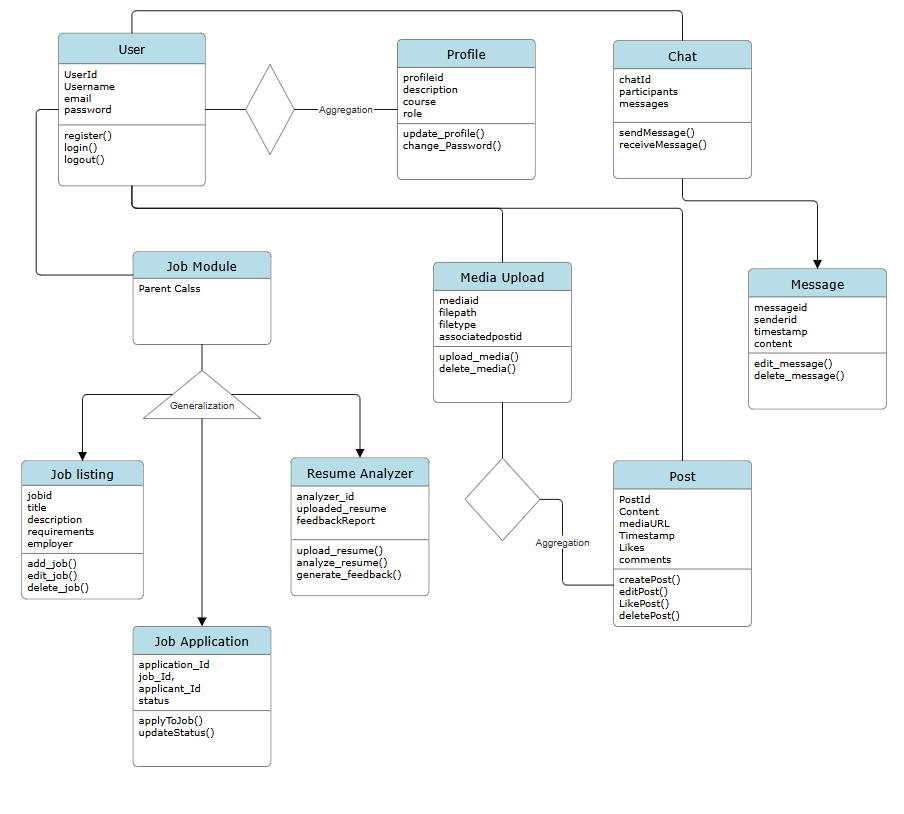 User
UserId
Username
email
password
register()
login()
logout()
Aggregation
Profile
profileid
description
course
role
update_profile()
change_Password()
Chat
chatId
participants
messages
sendMessage()
receiveMessage()
Job Module
Parent Calss
Media Upload
mediaid
filepath
filetype
associatedpostid
upload_media()
delete_media()
Message
messageid
senderid
timestamp
content
edit_message()
delete_message()
Generalization
Job listing
jobid
title
description
requirements
employer
add_job()
edit_job()
delete_job()
Resume Analyzer
analyzer_id
uploaded_resume
feedbackReport
upload_resume()
analyze_resume()
generate_feedback()
Aggregation
Post
PostId
Content
mediaURL
Timestamp
Likes
comments
createPost()
editPost()
LikePost()
deletePost()
Job Application
application_Id
job_Id,
applicant_Id
status
applyToJob()
updateStatus()